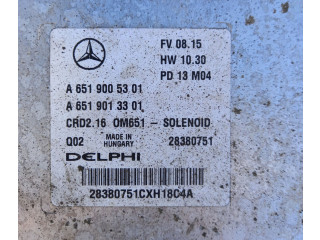 FV 08.15
HW 10.30
PD 13 M04
A 651 900 53 01
A 651 901 33 01
CRD2.16 OM651 - SOLENOID
Q02 MADE IN HUNGARY 28380751
DELPHI
28380751CXH18C4A